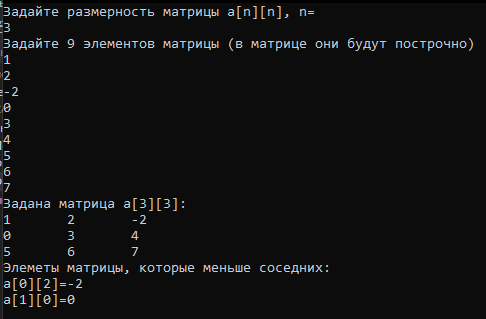 Задайте размерность матрицы a[n][n], n=
3
Задайте 9 элементов матрицы (в матрице они будут построчно)
1
2
-2
0
3
4
5
6
7
Задана матрица a[3][3]:
1 2 -2
0 3 4
5 6 7
Элеметы матрицы, которые меньше соседних:
a[0][2]=-2
a[1][0]=0